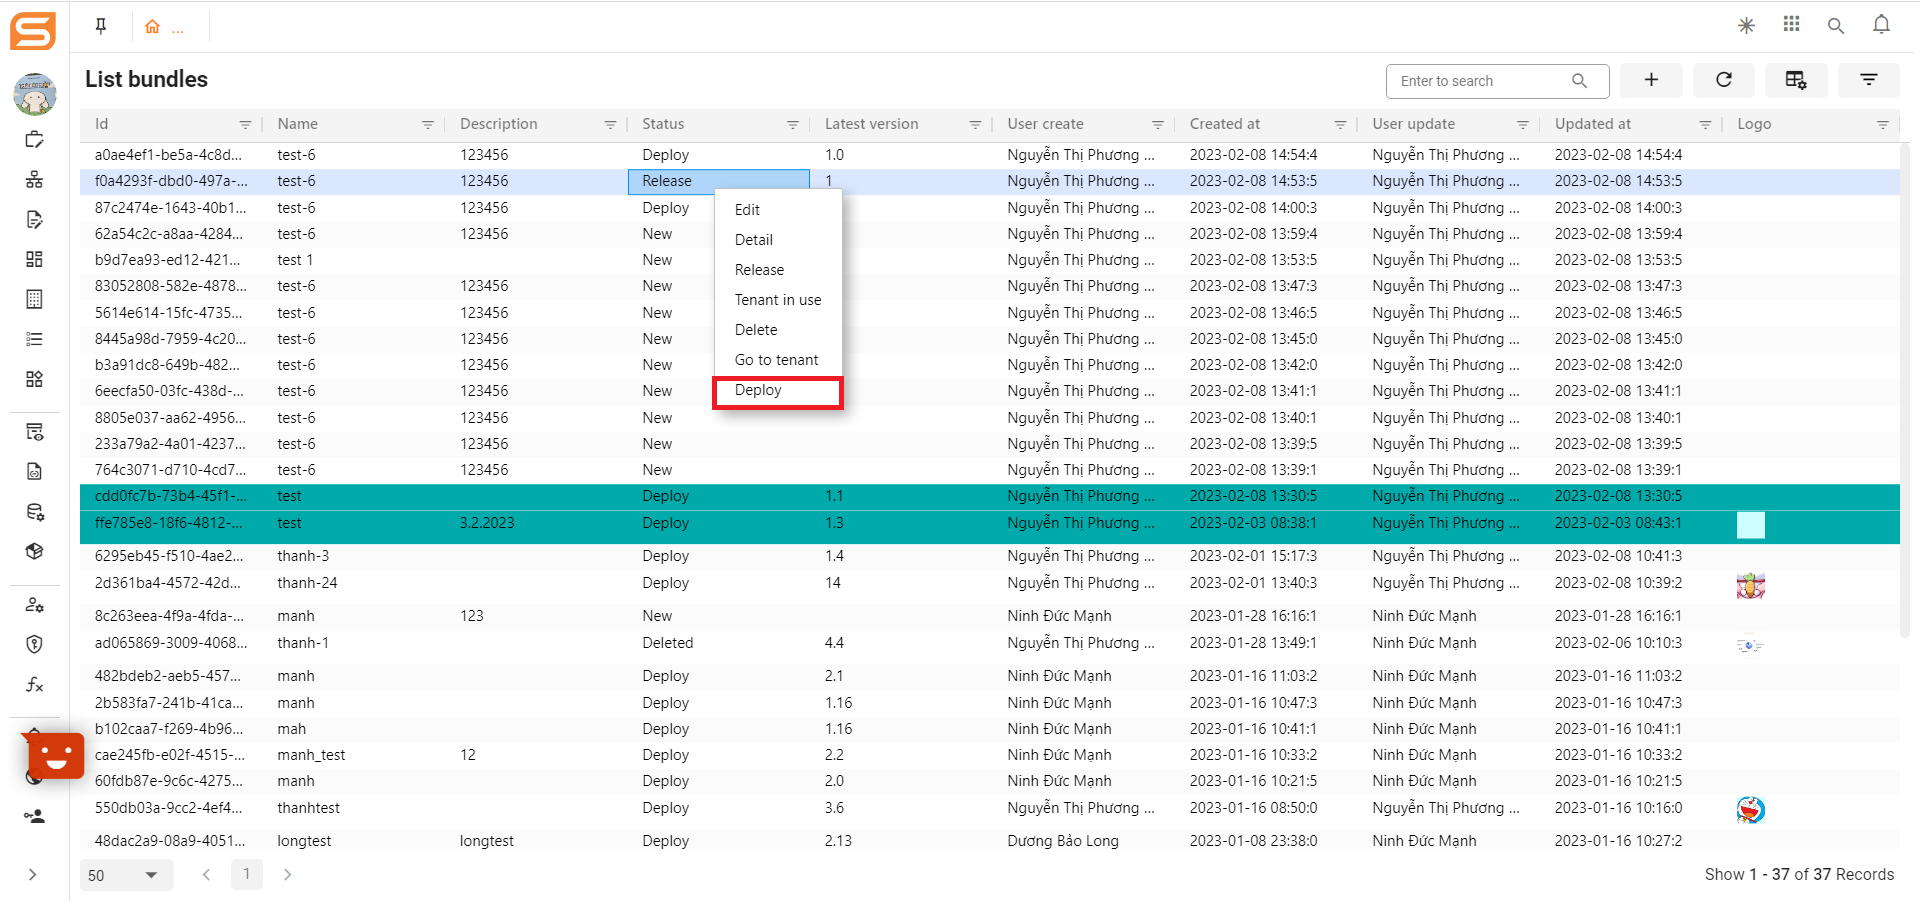 ...
List bundles
Enter to search
Id Name Description Status Latest version User create Created at User update Updated at Logo
a0ae4ef1-be5a-4c8d... test-6 123456 Deploy 1.0 Nguyễn Thị Phương ... 2023-02-08 14:54:4 Nguyễn Thị Phương ... 2023-02-08 14:54:4
f0a4293f-dbd0-497a-... test-6 123456 Release 1 Nguyễn Thị Phương ... 2023-02-08 14:53:5 Nguyễn Thị Phương ... 2023-02-08 14:53:5
87c2474e-1643-40b1... test-6 123456 Deploy Nguyễn Thị Phương ... 2023-02-08 14:00:3 Nguyễn Thị Phương ... 2023-02-08 14:00:3
62a54c2c-a8aa-4284... test-6 123456 New Nguyễn Thị Phương ... 2023-02-08 13:59:4 Nguyễn Thị Phương ... 2023-02-08 13:59:4
b9d7ea93-ed12-421... test 1 New Nguyễn Thị Phương ... 2023-02-08 13:53:5 Nguyễn Thị Phương ... 2023-02-08 13:53:5
83052808-582e-4878... test-6 123456 New Nguyễn Thị Phương ... 2023-02-08 13:47:3 Nguyễn Thị Phương ... 2023-02-08 13:47:3
5614e614-15fc-4735... test-6 123456 New Nguyễn Thị Phương ... 2023-02-08 13:46:5 Nguyễn Thị Phương ... 2023-02-08 13:46:5
8445a98d-7959-4c20... test-6 123456 New Nguyễn Thị Phương ... 2023-02-08 13:45:0 Nguyễn Thị Phương ... 2023-02-08 13:45:0
b3a91dc8-649b-482... test-6 123456 New Nguyễn Thị Phương ... 2023-02-08 13:42:0 Nguyễn Thị Phương ... 2023-02-08 13:42:0
6eecfa50-03fc-438d-... test-6 123456 New Nguyễn Thị Phương ... 2023-02-08 13:41:1 Nguyễn Thị Phương ... 2023-02-08 13:41:1
8805e037-aa62-4956... test-6 123456 New Nguyễn Thị Phương ... 2023-02-08 13:40:1 Nguyễn Thị Phương ... 2023-02-08 13:40:1
233a79a2-4a01-4237... test-6 123456 New Nguyễn Thị Phương ... 2023-02-08 13:39:5 Nguyễn Thị Phương ... 2023-02-08 13:39:5
764c3071-d710-4cd7... test-6 123456 New Nguyễn Thị Phương ... 2023-02-08 13:39:1 Nguyễn Thị Phương ... 2023-02-08 13:39:1
cdd0fc7b-73b4-45f1-... test Deploy 1.1 Nguyễn Thị Phương ... 2023-02-08 13:30:5 Nguyễn Thị Phương ... 2023-02-08 13:30:5
ffe785e8-18f6-4812-... test 3.2.2023 Deploy 1.3 Nguyễn Thị Phương ... 2023-02-03 08:38:1 Nguyễn Thị Phương ... 2023-02-03 08:43:1
6295eb45-f510-4ae2... thanh-3 Deploy 1.4 Nguyễn Thị Phương ... 2023-02-01 15:17:3 Nguyễn Thị Phương ... 2023-02-08 10:41:3
2d361ba4-4572-42d... thanh-24 Deploy 14 Nguyễn Thị Phương ... 2023-02-01 13:40:3 Nguyễn Thị Phương ... 2023-02-08 10:39:2
8c263eea-4f9a-4fda-... manh 123 New Ninh Đức Mạnh 2023-01-28 16:16:1 Ninh Đức Mạnh 2023-01-28 16:16:1
ad065869-3009-4068... thanh-1 Deleted 4.4 Nguyễn Thị Phương ... 2023-01-28 13:49:1 Ninh Đức Mạnh 2023-02-06 10:10:3
482bdeb2-aeb5-457... manh Deploy 2.1 Ninh Đức Mạnh 2023-01-16 11:03:2 Ninh Đức Mạnh 2023-01-16 11:03:2
2b583fa7-241b-41ca... manh Deploy 1.16 Ninh Đức Mạnh 2023-01-16 10:47:3 Ninh Đức Mạnh 2023-01-16 10:47:3
b102caa7-f269-4b96... mah Deploy 1.16 Ninh Đức Mạnh 2023-01-16 10:41:1 Ninh Đức Mạnh 2023-01-16 10:41:1
cae245fb-e02f-4515-... manh_test 12 Deploy 2.2 Ninh Đức Mạnh 2023-01-16 10:33:2 Ninh Đức Mạnh 2023-01-16 10:33:2
60fdb87e-9c6c-4275... manh Deploy 2.0 Ninh Đức Mạnh 2023-01-16 10:21:5 Ninh Đức Mạnh 2023-01-16 10:21:5
550db03a-9cc2-4ef4... thanhtest Deploy 3.6 Nguyễn Thị Phương ... 2023-01-16 08:50:0 Nguyễn Thị Phương ... 2023-01-16 10:16:0
48dac2a9-08a9-4051... longtest longtest Deploy 2.13 Dương Bảo Long 2023-01-08 23:38:0 Ninh Đức Mạnh 2023-01-16 10:27:2
Edit
Detail
Release
Tenant in use
Delete
Go to tenant
Deploy
50 1 Show 1 - 37 of 37 Records